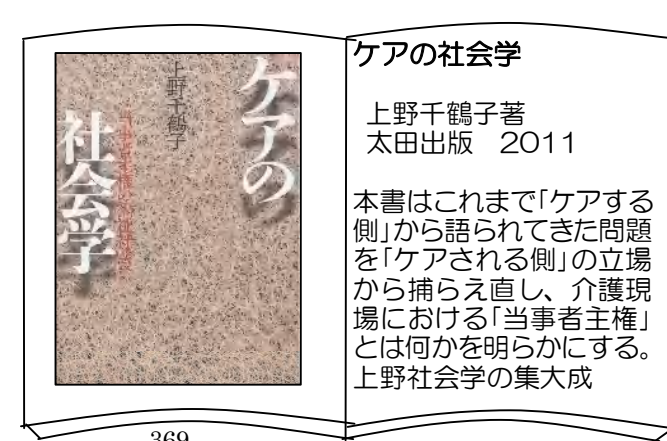 ケアの
社会学
上野千鶴子
ケアの社会学
上野千鶴子著
太田出版　2011
本書はこれまで「ケアする
側」から語られてきた問題
を「ケアされる側」の立場
から捕らえ直し、介護現
場における「当事者主権」
とは何かを明らかにする。
上野社会学の集大成
369